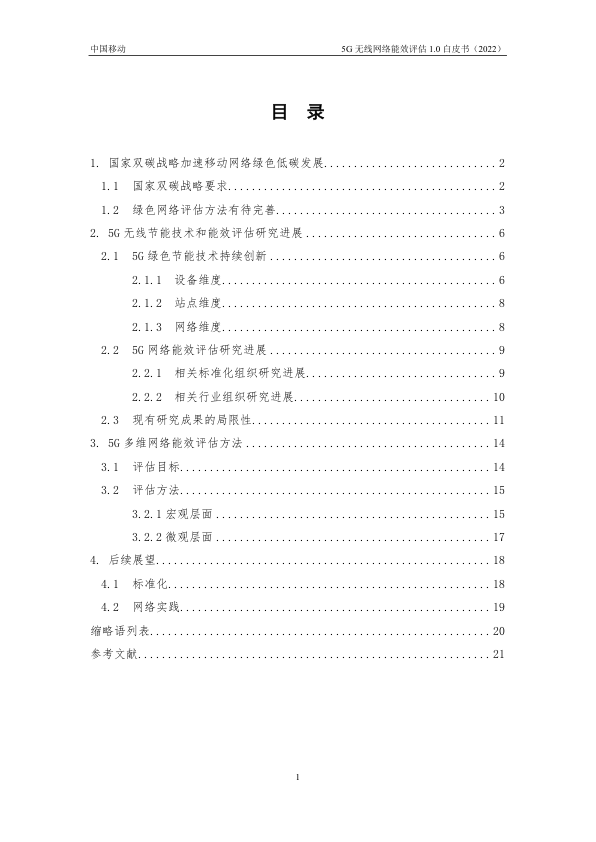 中国移动 5G 无线网络能效评估 1.0 白皮书（2022）
目 录
1. 国家双碳战略加速移动网络绿色低碳发展............................. 2
1.1 国家双碳战略要求............................................ 2
1.2 绿色网络评估方法有待完善.................................... 3
2. 5G 无线节能技术和能效评估研究进展 ................................ 6
2.1 5G 绿色节能技术持续创新 ..................................... 6
2.1.1 设备维度............................................. 6
2.1.2 站点维度............................................. 8
2.1.3 网络维度............................................. 8
2.2 5G 网络能效评估研究进展 ..................................... 9
2.2.1 相关标准化组织研究进展............................... 9
2.2.2 相关行业组织研究进展................................ 10
2.3 现有研究成果的局限性....................................... 11
3. 5G 多维网络能效评估方法 ......................................... 14
3.1 评估目标................................................... 14
3.2 评估方法................................................... 15
3.2.1 宏观层面 ............................................. 15
3.2.2 微观层面 ............................................. 17
4. 后续展望....................................................... 18
4.1 标准化..................................................... 18
4.2 网络实践................................................... 19
缩略语列表........................................................ 20
参考文献.......................................................... 21
1